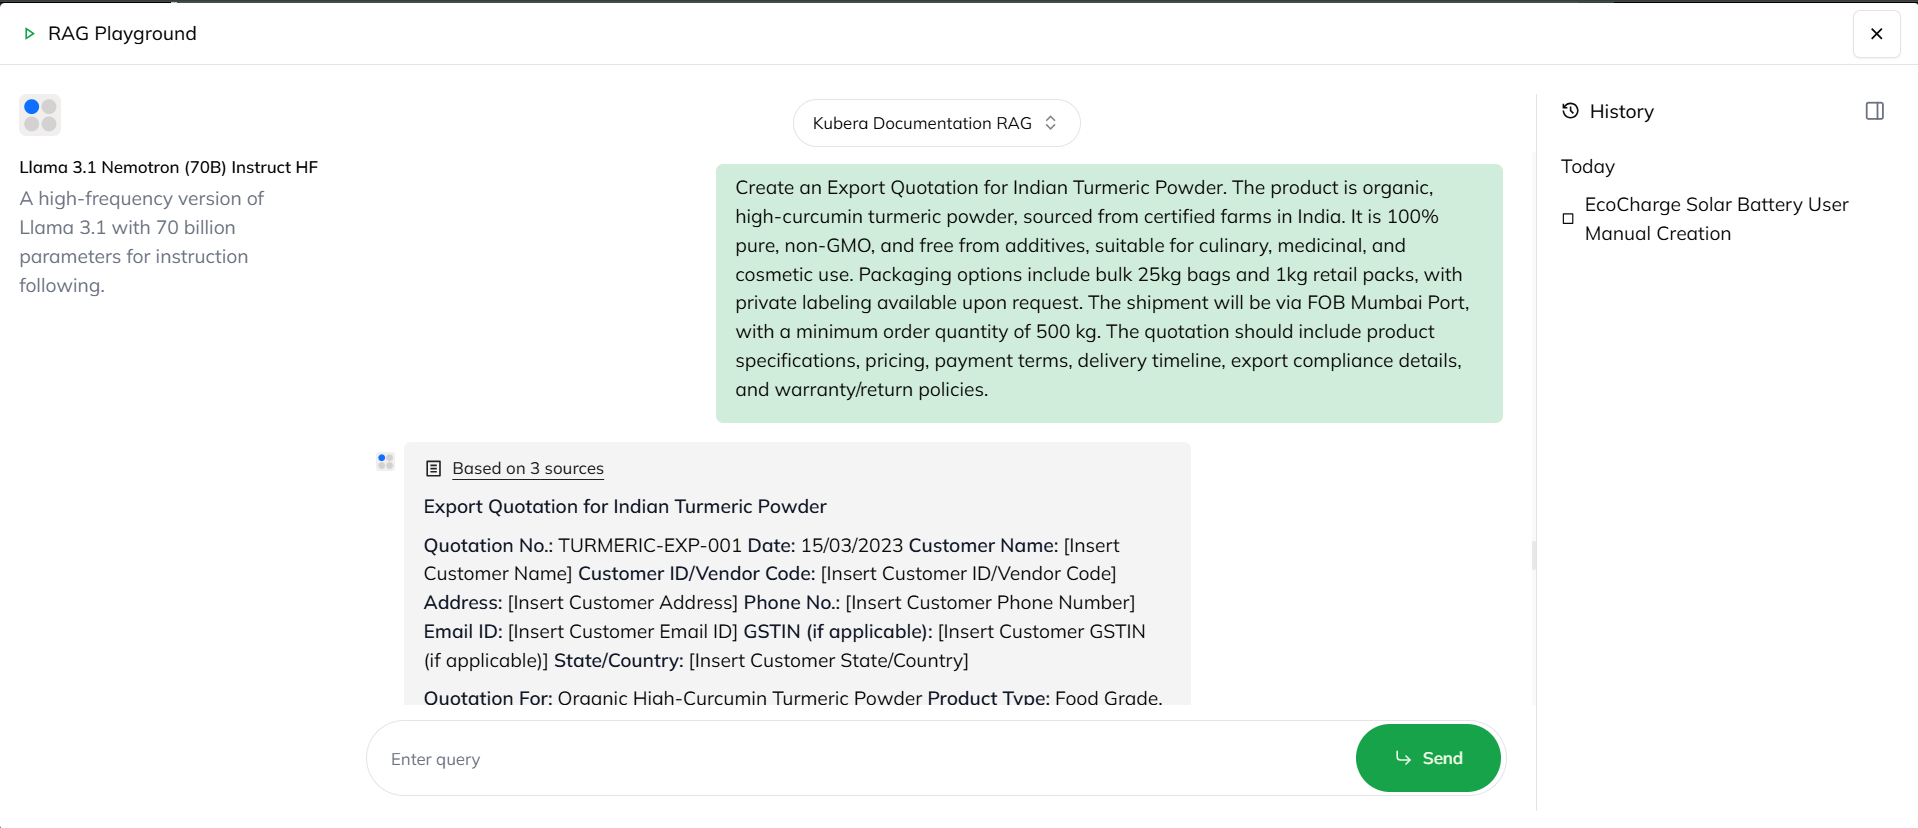 RAG Playground
Llama 3.1 Nemotron (70B) Instruct HF
A high-frequency version of
Llama 3.1 with 70 billion
parameters for instruction
following.
Kubera Documentation RAG
Create an Export Quotation for Indian Turmeric Powder. The product is organic,
high-curcumin turmeric powder, sourced from certified farms in India. It is 100%
pure, non-GMO, and free from additives, suitable for culinary, medicinal, and
cosmetic use. Packaging options include bulk 25kg bags and 1kg retail packs, with
private labeling available upon request. The shipment will be via FOB Mumbai Port,
with a minimum order quantity of 500 kg. The quotation should include product
specifications, pricing, payment terms, delivery timeline, export compliance details,
and warranty/return policies.
Based on 3 sources
Export Quotation for Indian Turmeric Powder
Quotation No.: TURMERIC-EXP-001 Date: 15/03/2023 Customer Name: [Insert
Customer Name] Customer ID/Vendor Code: [Insert Customer ID/Vendor Code]
Address: [Insert Customer Address] Phone No.: [Insert Customer Phone Number]
Email ID: [Insert Customer Email ID] GSTIN (if applicable): [Insert Customer GSTIN
(if applicable)] State/Country: [Insert Customer State/Country]
Quotation For: Organic High-Curcumin Turmeric Powder Product Type: Food Grade,
Enter query
Send
History
Today
EcoCharge Solar Battery User
Manual Creation